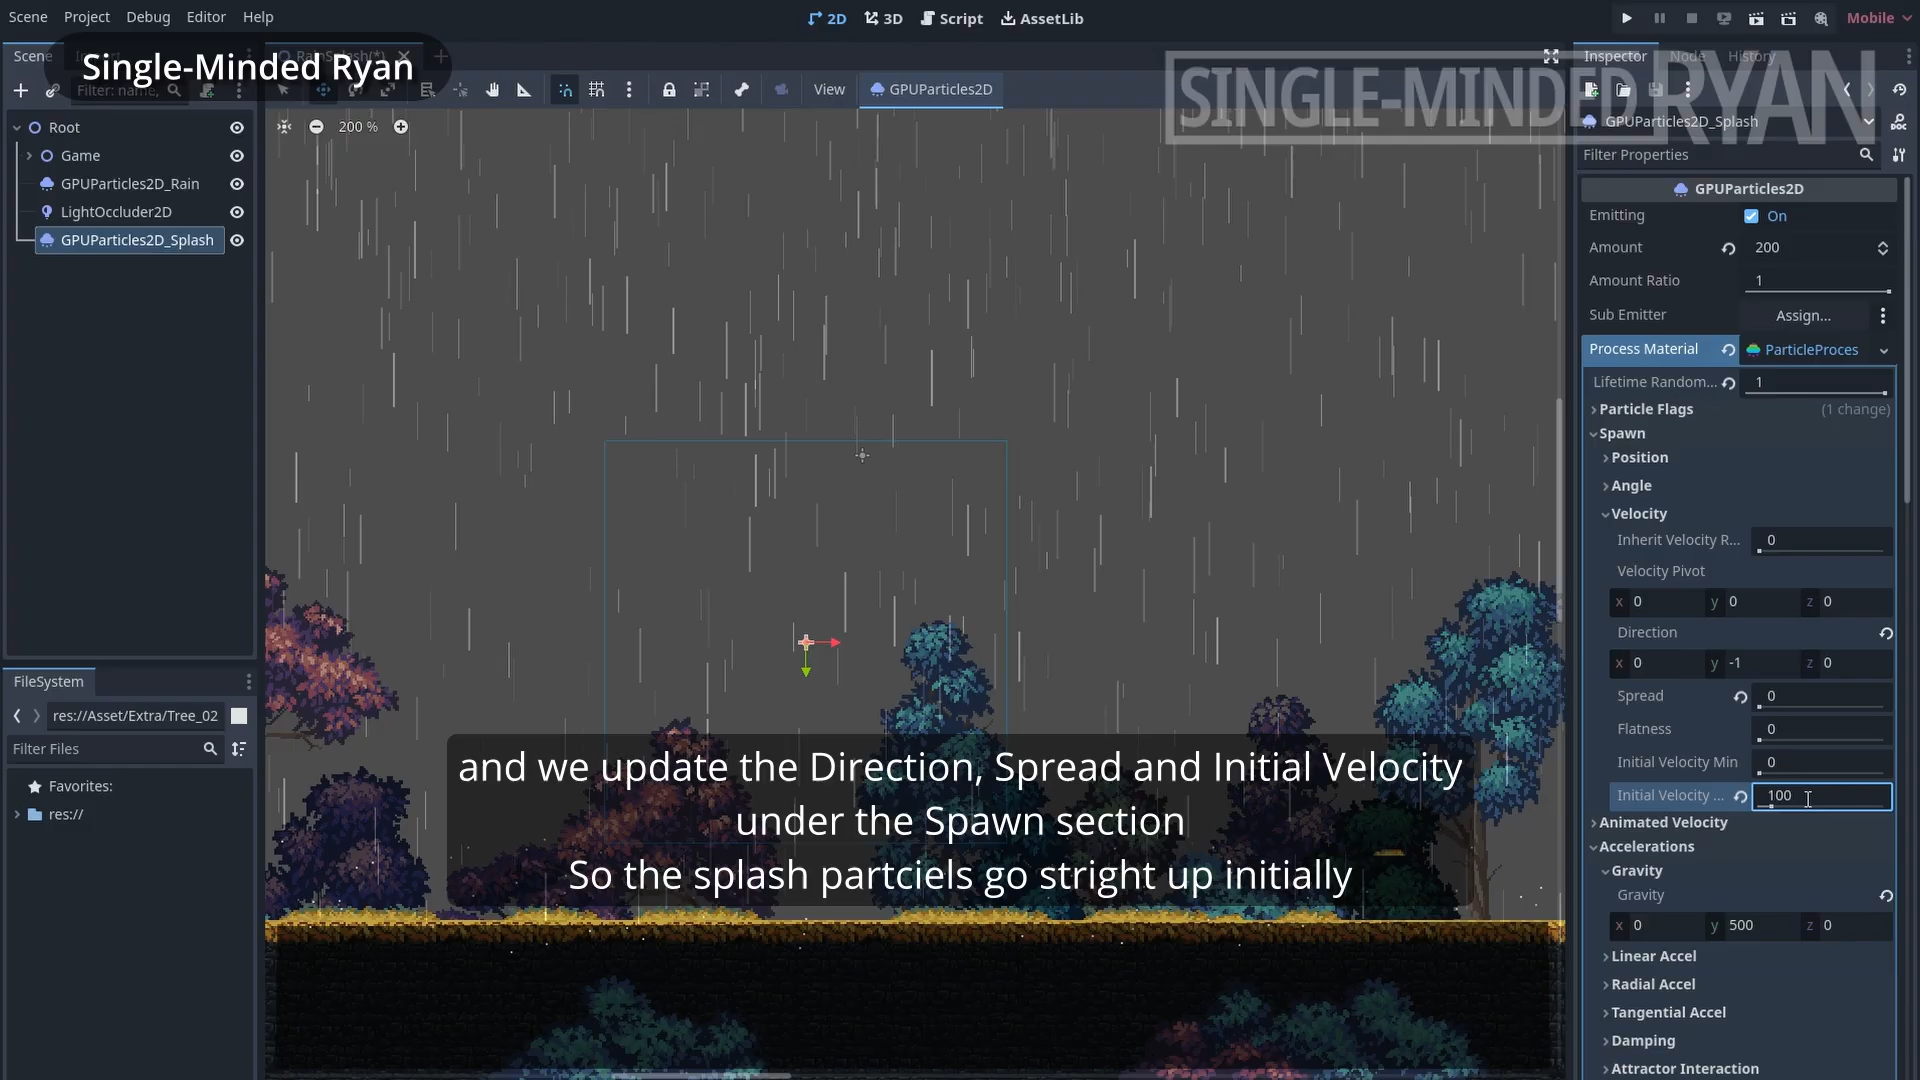 Scene Project Debug Editor Help
2D 3D Script AssetLib
Mobile
Scene
Single-Minded Ryan
Filter: name,
RainSplash(*)
View GPUParticles2D
SINGLE-MINDED RYAN
Inspector Node History
GPUParticles2D_Splash
Filter Properties
200 %
Root
Game
GPUParticles2D_Rain
LightOccluder2D
GPUParticles2D_Splash
GPUParticles2D
Emitting On
Amount 200
Amount Ratio 1
Sub Emitter Assign...
Process Material ParticleProces
Lifetime Random... 1
Particle Flags (1 change)
Spawn
Position
Angle
Velocity
Inherit Velocity R... 0
Velocity Pivot
x 0 y 0 z 0
Direction
x 0 y -1 z 0
Spread 0
Flatness 0
Initial Velocity Min 0
Initial Velocity ... 100
Animated Velocity
Accelerations
Gravity
Gravity
x 0 y 500 z 0
Linear Accel
Radial Accel
Tangential Accel
Damping
Attractor Interaction
FileSystem
res://Asset/Extra/Tree_02
Filter Files
Favorites:
res://
and we update the Direction, Spread and Initial Velocity
under the Spawn section
So the splash partciels go stright up initially